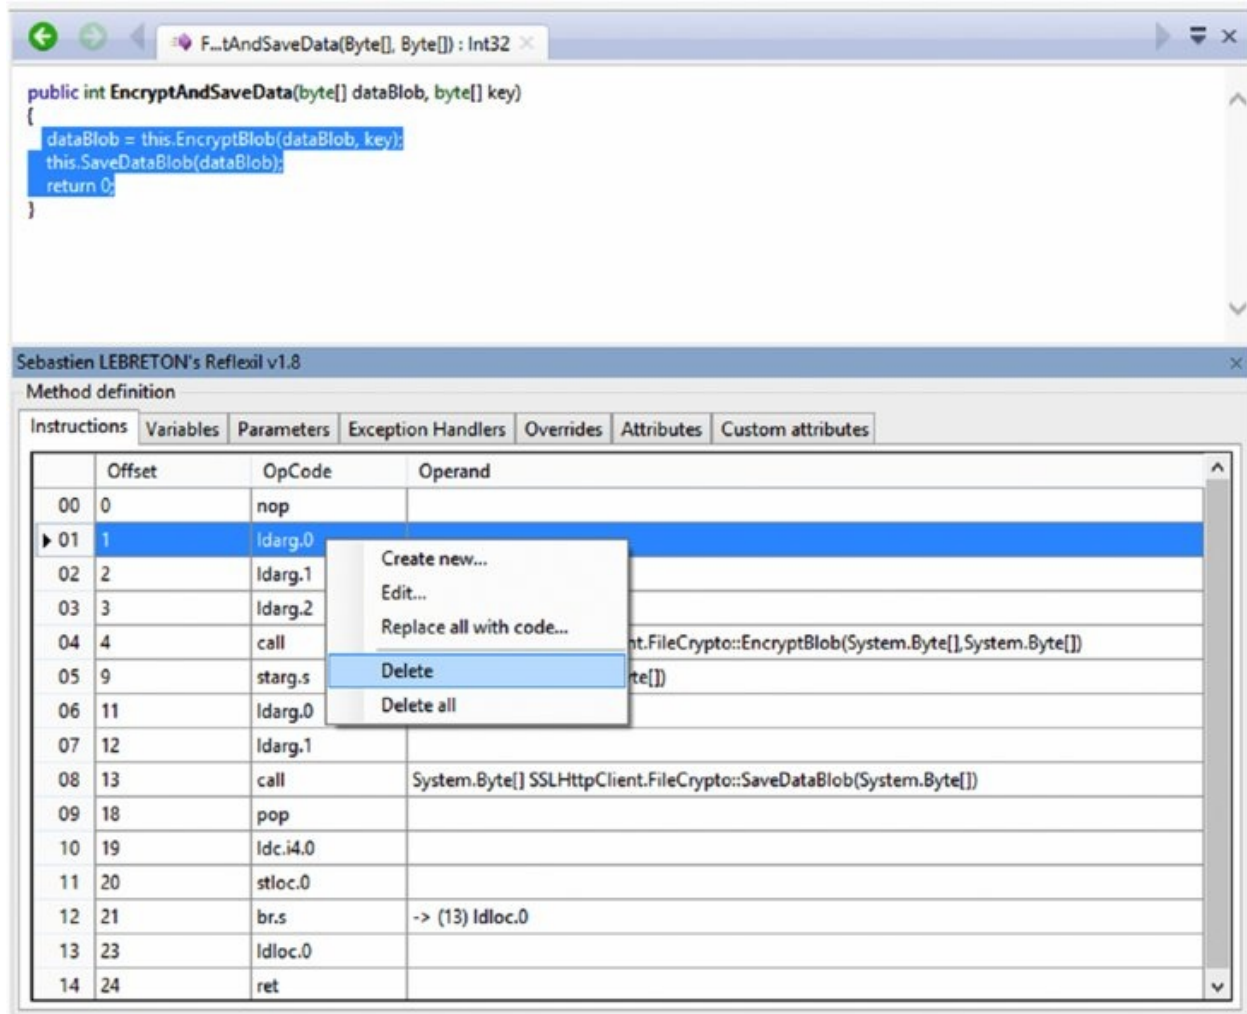 F...tAndSaveData(Byte[], Byte[]) : Int32
public int EncryptAndSaveData(byte[] dataBlob, byte[] key)
{
dataBlob = this.EncryptBlob(dataBlob, key);
this.SaveDataBlob(dataBlob);
return 0;
}
Sebastien LEBRETON's Reflexil v1.8
Method definition
Instructions Variables Parameters Exception Handlers Overrides Attributes Custom attributes
Offset OpCode Operand
00 0 nop
01 1 ldarg.0
Create new...
02 2 ldarg.1
Edit...
03 3 ldarg.2
Replace all with code...
04 4 call nt.FileCrypto::EncryptBlob(System.Byte[],System.Byte[])
05 9 starg.s Delete rte[])
06 11 ldarg.0 Delete all
07 12 ldarg.1
08 13 call System.Byte[] SSLHttpClient.FileCrypto::SaveDataBlob(System.Byte[])
09 18 pop
10 19 ldc.i4.0
11 20 stloc.0
12 21 br.s -> (13) ldloc.0
13 23 ldloc.0
14 24 ret